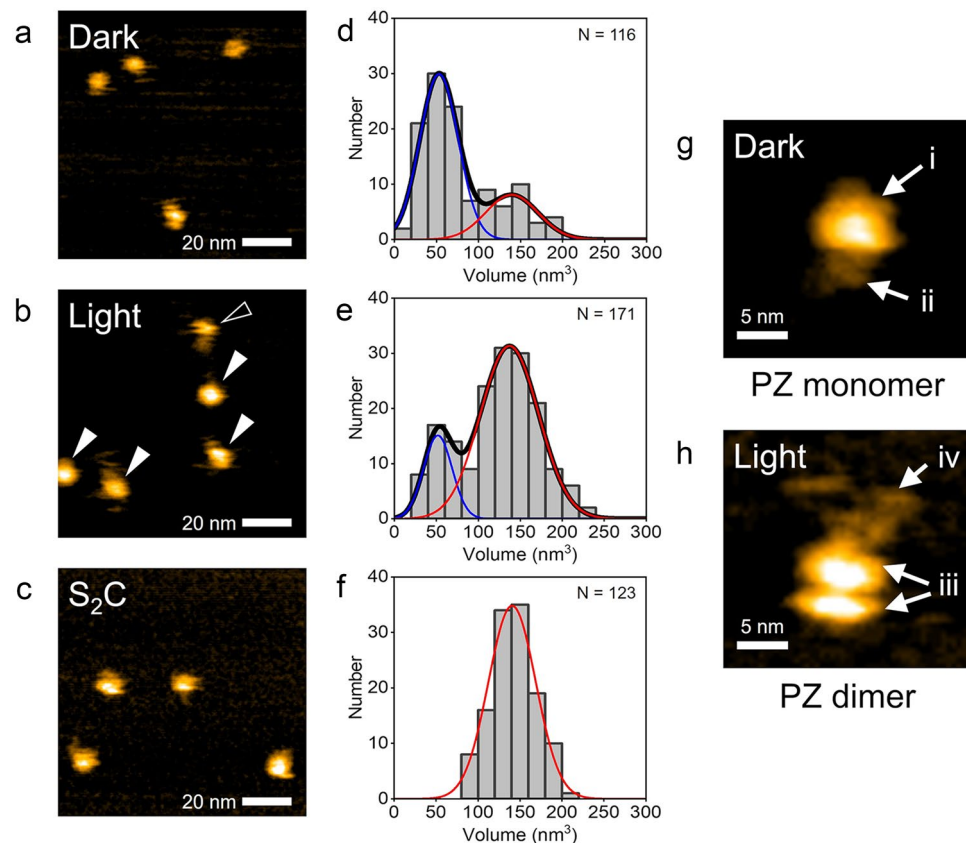 a
Dark
20 nm
b
Light
20 nm
c
S₂C
20 nm
d
N = 116
40
30
20
10
0
Number
0 50 100 150 200 250 300
Volume (nm³)
e
N = 171
40
30
20
10
0
Number
0 50 100 150 200 250 300
Volume (nm³)
f
N = 123
40
30
20
10
0
Number
0 50 100 150 200 250 300
Volume (nm³)
g
Dark
i
ii
5 nm
PZ monomer
h
Light
iv
iii
5 nm
PZ dimer